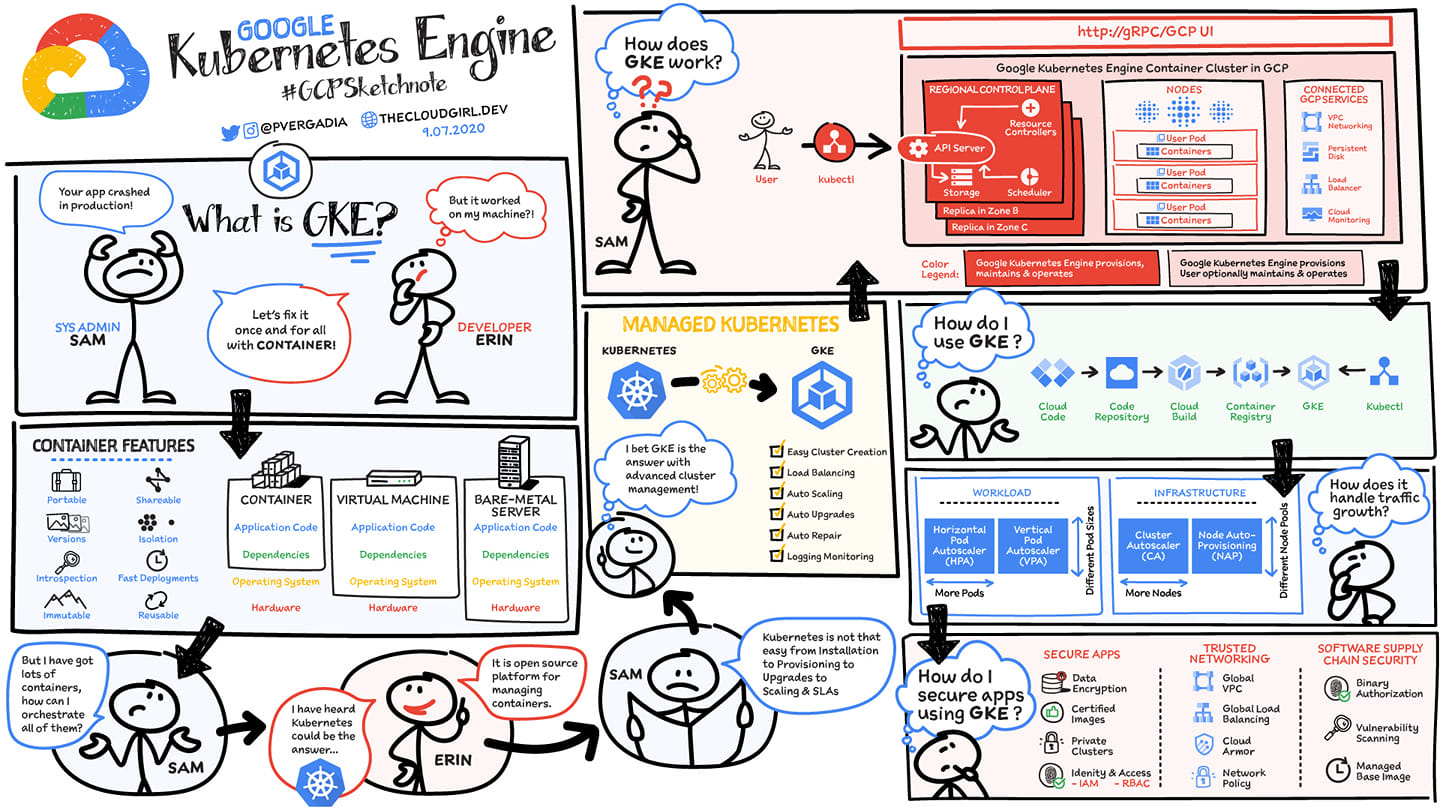 GOOGLE
Kubernetes Engine
#GCPSketchnote
@PVERGADIA
THECLOUDGIRL.DEV
9.07.2020
What is GKE?
Your app crashed
in production!
But it worked
on my machine?!
SYS ADMIN
SAM
Let's fix it
once and for all
with CONTAINER!
DEVELOPER
ERIN
CONTAINER FEATURES
Portable
Shareable
Versions
Isolation
Introspection
Fast Deployments
Immutable
Reusable
CONTAINER
Application Code
Dependencies
Operating System
Hardware
VIRTUAL MACHINE
Application Code
Dependencies
Operating System
Hardware
BARE-METAL
SERVER
Application Code
Dependencies
Operating System
Hardware
But I have got
lots of
containers,
how can I
orchestrate
all of them?
SAM
I have heard
Kubernetes
could be the
answer...
It is open source
platform for
managing
containers.
ERIN
SAM
Kubernetes is not that
easy from Installation
to Provisioning to
Upgrades to
Scaling & SLAs
MANAGED KUBERNETES
KUBERNETES
GKE
I bet GKE is the
answer with
advanced cluster
management!
Easy Cluster Creation
Load Balancing
Auto Scaling
Auto Upgrades
Auto Repair
Logging Monitoring
How does
GKE work?
???
SAM
User
kubectl
http://gRPC/GCP UI
Google Kubernetes Engine Container Cluster in GCP
REGIONAL CONTROL PLANE
Resource
Controllers
API Server
Storage
Scheduler
Replica in Zone B
Replica in Zone C
NODES
User Pod
Containers
User Pod
Containers
User Pod
Containers
CONNECTED
GCP SERVICES
VPC
Networking
Persistent
Disk
Load
Balancer
Cloud
Monitoring
Color
Legend:
Google Kubernetes Engine provisions,
maintains & operates
Google Kubernetes Engine provisions
User optionally maintains & operates
How do I
use GKE ?
Cloud
Code
Code
Repository
Cloud
Build
Container
Registry
GKE
Kubectl
WORKLOAD
Horizontal
Pod
Autoscaler
(HPA)
Vertical
Pod
Autoscaler
(VPA)
More Pods
Different Pod Sizes
INFRASTRUCTURE
Cluster
Autoscaler
(CA)
Node Auto-
Provisioning
(NAP)
More Nodes
Different Node Pools
How does it
handle traffic
growth?
How do I
secure apps
using GKE ?
SECURE APPS
Data
Encryption
Certified
Images
Private
Clusters
Idenity & Access
- IAM - RBAC
TRUSTED
NETWORKING
Global
VPC
Global Load
Balancing
Cloud
Armor
Network
Policy
SOFTWARE SUPPLY
CHAIN SECURITY
Binary
Authorization
Vulnerability
Scanning
Managed
Base Image